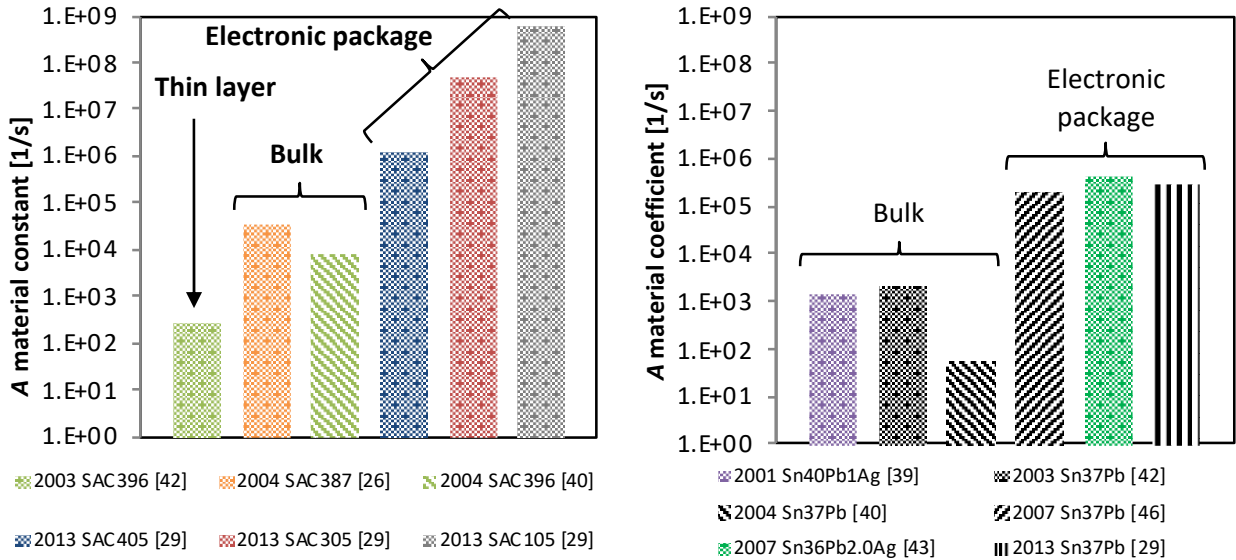 A material constant [1/s]
1.E+09
1.E+08
1.E+07
1.E+06
1.E+05
1.E+04
1.E+03
1.E+02
1.E+01
1.E+00
Electronic package
Thin layer
Bulk
2003 SAC396 [42]
2004 SAC387 [26]
2004 SAC396 [40]
2013 SAC405 [29]
2013 SAC305 [29]
2013 SAC105 [29]
A material coefficient [1/s]
1.E+09
1.E+08
1.E+07
1.E+06
1.E+05
1.E+04
1.E+03
1.E+02
1.E+01
1.E+00
Electronic
package
Bulk
2001 Sn40Pb1Ag [39]
2003 Sn37Pb [42]
2004 Sn37Pb [40]
2007 Sn37Pb [46]
2007 Sn36Pb2.0Ag [43]
2013 Sn37Pb [29]